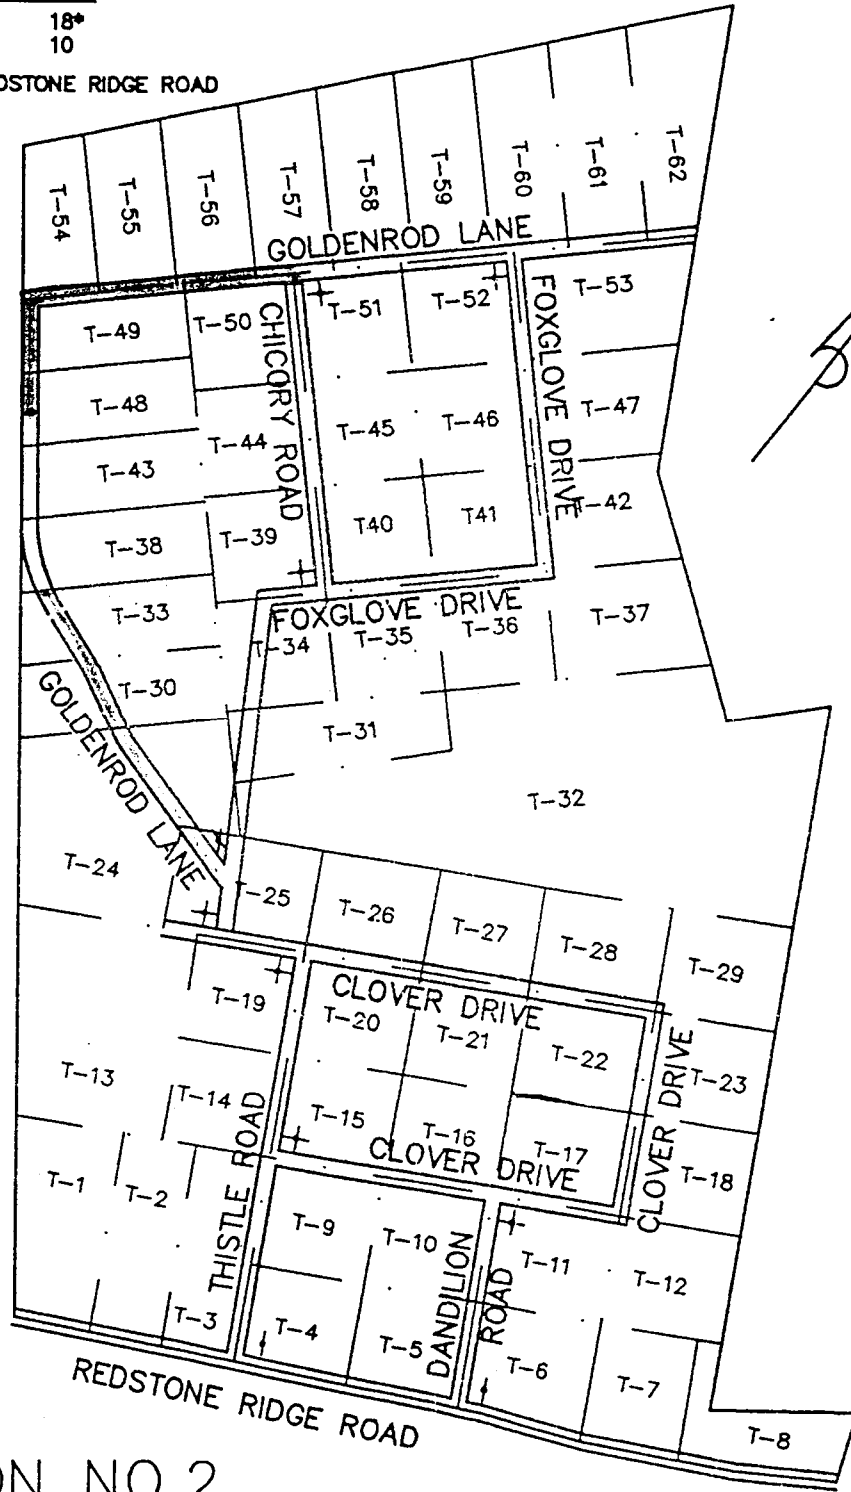 18*
10
DSTONE RIDGE ROAD
T-54
T-55
T-56
T-57
T-58
T-59
T-60
T-61
T-62
GOLDENROD LANE
T-49
T-50
T-51
T-52
T-53
CHICORY ROAD
FOXGLOVE DRIVE
T-48
T-44
T-45
T-46
T-47
T-43
T-38
T-39
T40
T41
T-42
FOXGLOVE DRIVE
T-33
T-34
T-35
T-36
T-37
T-30
T-31
T-32
GOLDENROD LANE
T-24
T-25
T-26
T-27
T-28
T-29
CLOVER DRIVE
T-19
T-20
T-21
T-22
T-23
CLOVER DRIVE
T-13
T-14
T-15
T-16
T-17
T-18
CLOVER DRIVE
THISTLE ROAD
T-1
T-2
T-9
T-10
T-11
T-12
DANDILION
ROAD
T-3
T-4
T-5
T-6
T-7
T-8
REDSTONE RIDGE ROAD
ON NO.2